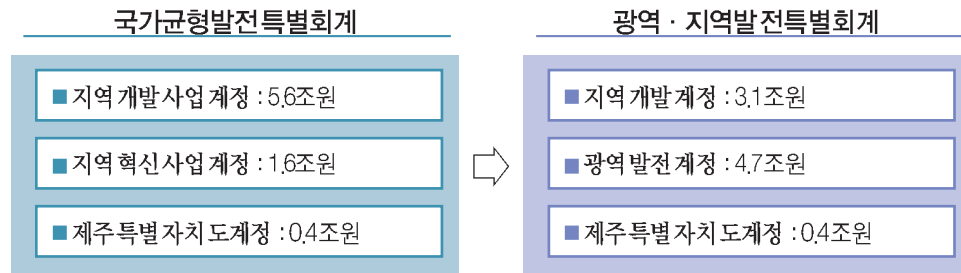 국가균형발전특별회계
■ 지역개발사업계정 : 5.6조원
■ 지역혁신사업계정 : 1.6조원
■ 제주특별자치도계정 : 0.4조원
광역 · 지역발전특별회계
■ 지역개발계정 : 3.1조원
■ 광역발전계정 : 4.7조원
■ 제주특별자치도계정 : 0.4조원